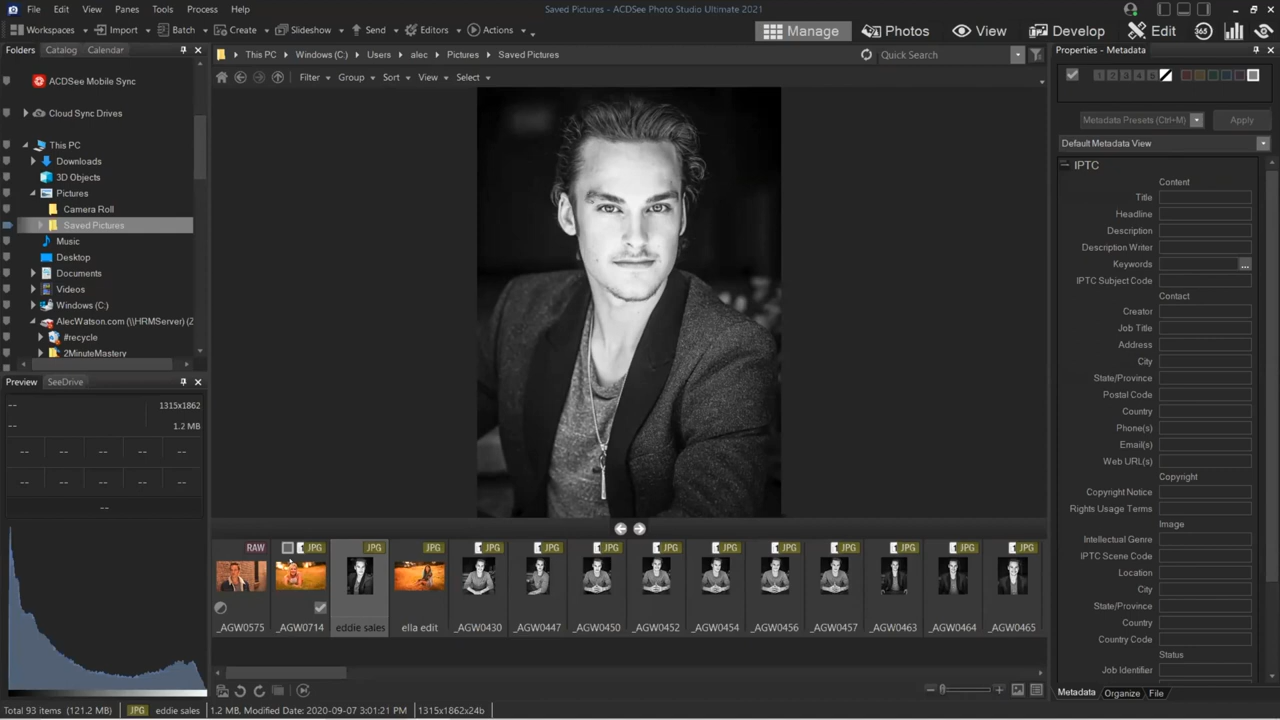 File Edit View Panes Tools Process Help Saved Pictures - ACDSee Photo Studio Ultimate 2021
Workspaces Import Batch Create Slideshow Send Editors Actions Manage Photos View Develop Edit 365
Folders Catalog Calendar
This PC Windows (C:) Users alec Pictures Saved Pictures Quick Search
Filter Group Sort View Select
ACDSee Mobile Sync
Cloud Sync Drives
This PC
Downloads
3D Objects
Pictures
Camera Roll
Saved Pictures
Music
Desktop
Documents
Videos
Windows (C:)
AlecWatson.com (\\HRMServer) (Z
#recycle
2MinuteMastery
Preview SeeDrive
-- 1315x1862
-- 1.2 MB
-- -- -- -- --
-- -- -- -- --
--
RAW JPG JPG JPG JPG JPG JPG JPG JPG JPG JPG JPG JPG JPG
_AGW0575 _AGW0714 eddie sales ella edit _AGW0430 _AGW0447 _AGW0450 _AGW0452 _AGW0454 _AGW0456 _AGW0457 _AGW0463 _AGW0464 _AGW0465
Properties - Metadata
1 2 3 4 5
Metadata Presets (Ctrl+M) Apply
Default Metadata View
IPTC
Content
Title
Headline
Description
Description Writer
Keywords ...
IPTC Subject Code
Contact
Creator
Job Title
Address
City
State/Province
Postal Code
Country
Phone(s)
Email(s)
Web URL(s)
Copyright
Copyright Notice
Rights Usage Terms
Image
Intellectual Genre
IPTC Scene Code
Location
City
State/Province
Country
Country Code
Status
Job Identifier
Metadata Organize File
Total 93 items (121.2 MB) JPG eddie sales 1.2 MB, Modified Date: 2020-09-07 3:01:21 PM 1315x1862x24b